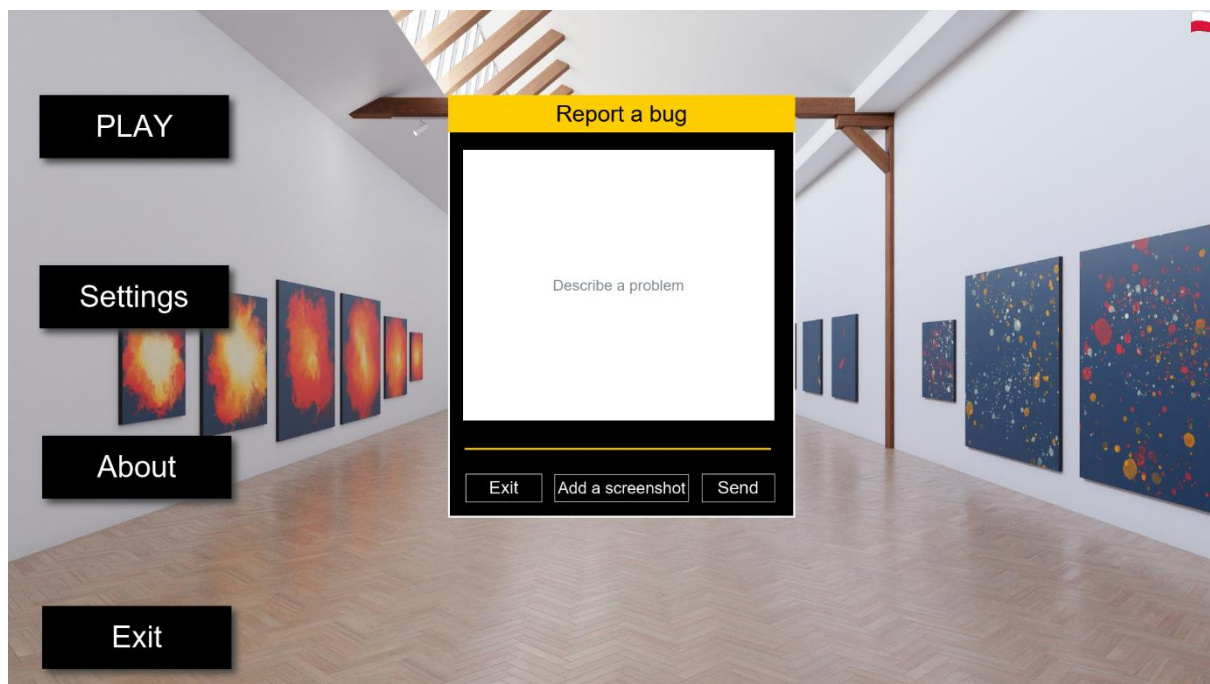 PLAY
Settings
About
Exit
Report a bug
Describe a problem
Exit
Add a screenshot
Send